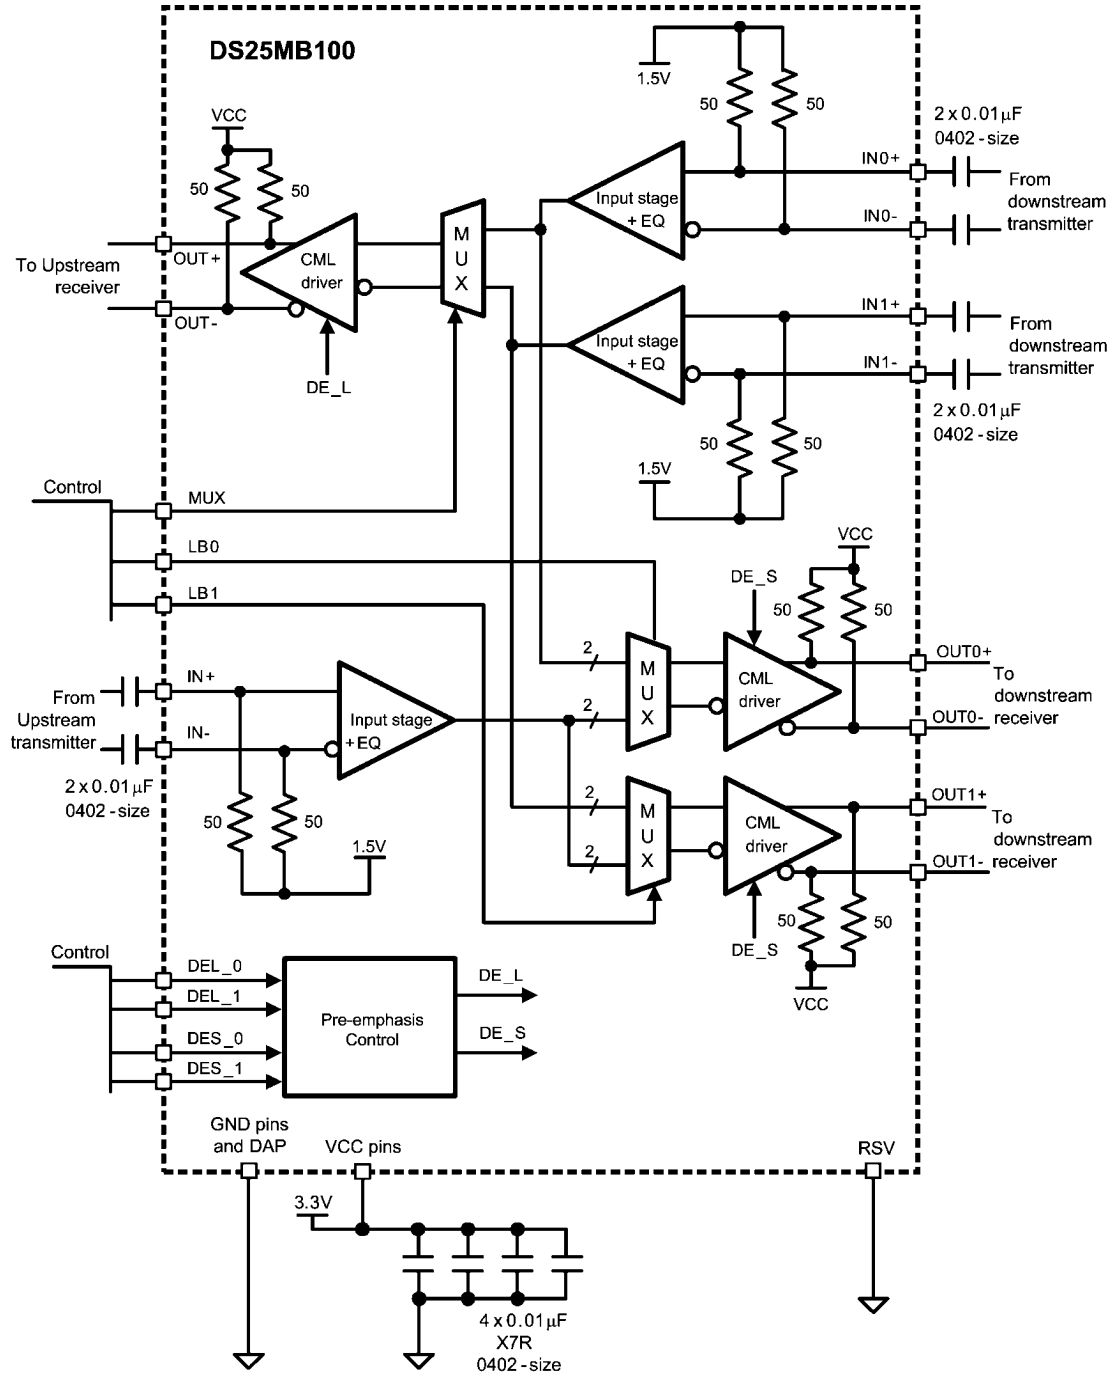 DS25MB100
1.5V
50
50
VCC
50
50
2 x 0.01µF
0402 - size
IN0+
IN0-
From
downstream
transmitter
Input stage
+ EQ
M
U
X
CML
driver
OUT+
OUT-
To Upstream
receiver
DE_L
Input stage
+ EQ
IN1+
IN1-
From
downstream
transmitter
2 x 0.01µF
0402 - size
50
50
1.5V
Control
MUX
LB0
LB1
VCC
DE_S
50
50
2
2
M
U
X
CML
driver
OUT0+
OUT0-
To
downstream
receiver
IN+
IN-
From
Upstream
transmitter
2 x 0.01µF
0402 - size
Input stage
+ EQ
50
50
1.5V
2
2
M
U
X
CML
driver
OUT1+
OUT1-
To
downstream
receiver
DE_S
50
50
VCC
Control
DEL_0
DEL_1
DES_0
DES_1
Pre-emphasis
Control
DE_L
DE_S
GND pins
and DAP
VCC pins
RSV
3.3V
4 x 0.01µF
X7R
0402 - size